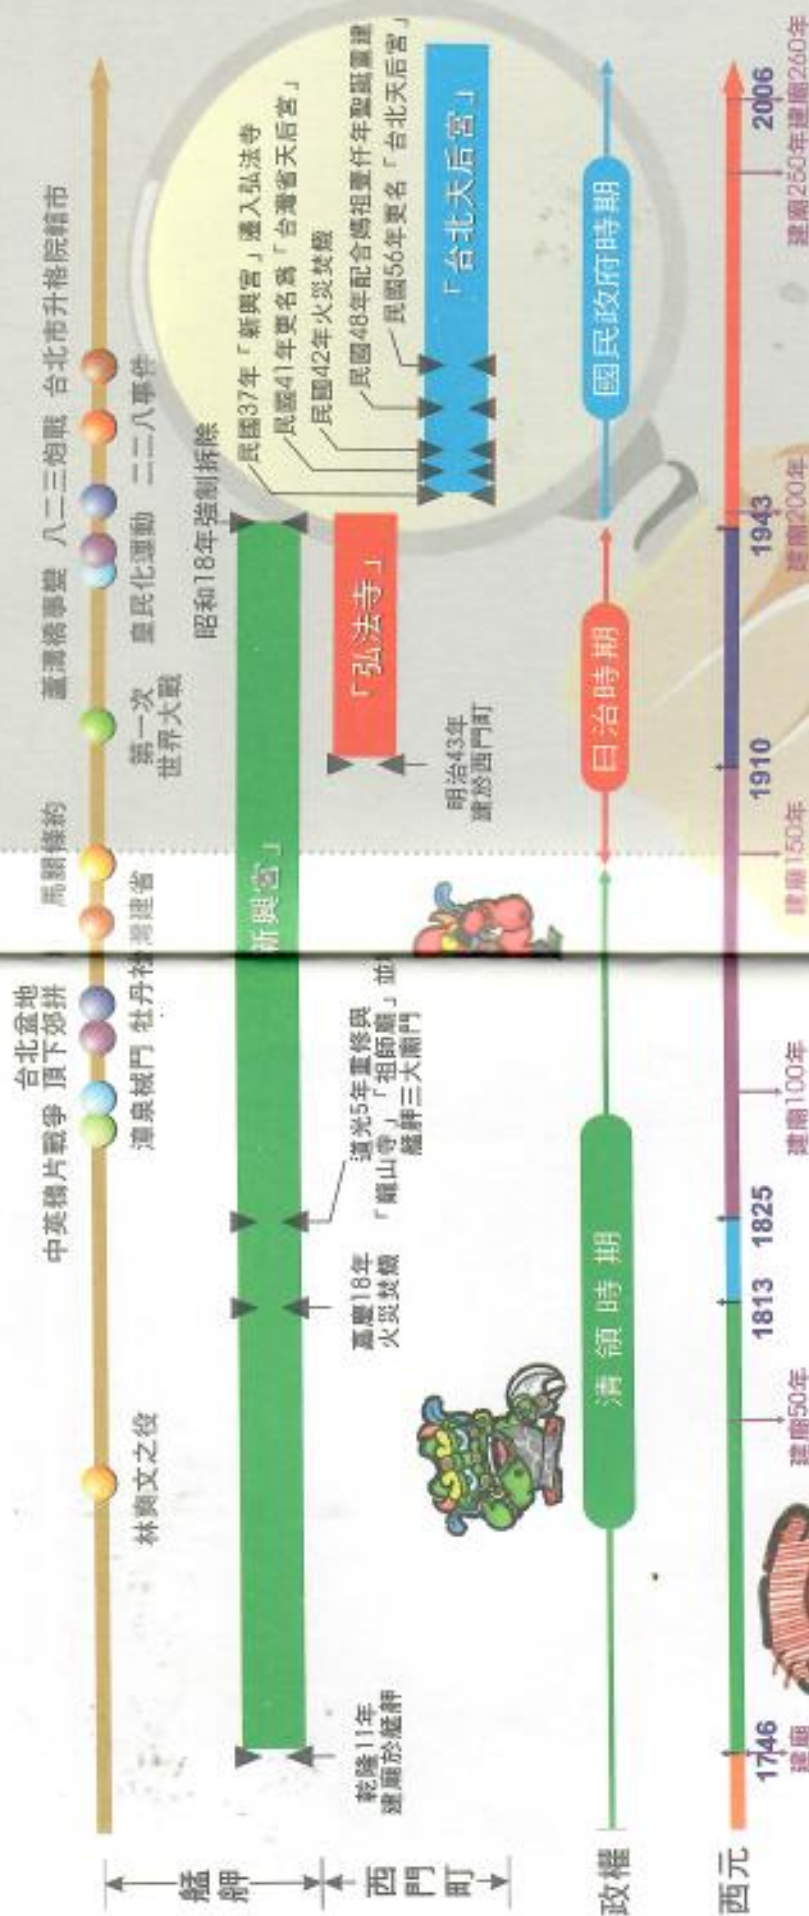 艋舺
西門町
政權
西元
林爽文之役
中英鴉片戰爭
漳泉械鬥
台北盆地
頂下郊拚
牡丹社
灣建省
馬關條約
第一次
世界大戰
蘆溝橋事變
皇民化運動
八二三炮戰
二二八事件
台北市升格院轄市
乾隆11年
建廟於艋舺
嘉慶18年
火災焚燬
道光5年重修與
「龍山寺」「祖師廟」並
艋舺三大廟門
新興宮」
昭和18年強制拆除
「弘法寺」
明治43年
建於西門町
民國37年「新興宮」遷入弘法寺
民國41年更名為「台灣省天后宮」
民國42年火災焚燬
民國48年配合媽祖壹仟年聖誕重建
民國56年更名「台北天后宮」
「台北天后宮」
清領時期
日治時期
國民政府時期
1746
1813
1825
1910
1943
2006
建廟
建廟50年
建廟100年
建廟150年
建廟200年
建廟250年
建廟260年